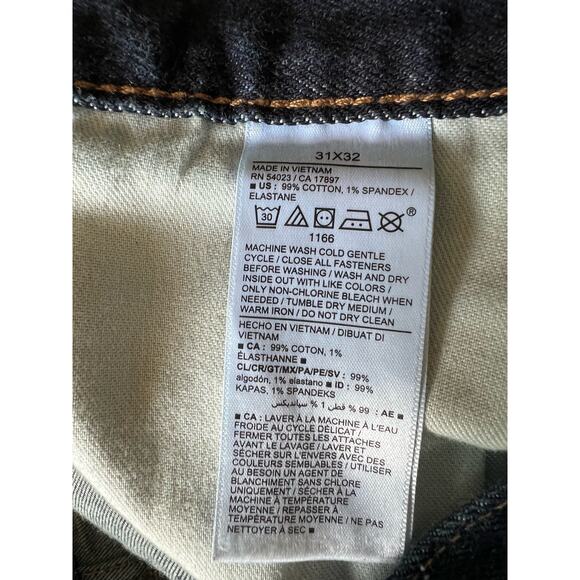 31X32
MADE IN VIETNAM
RN 54023 / CA 17897
■ US : 99% COTTON, 1% SPANDEX /
ELASTANE
30
®
1166
MACHINE WASH COLD GENTLE
CYCLE / CLOSE ALL FASTENERS
BEFORE WASHING / WASH AND DRY
INSIDE OUT WITH LIKE COLORS /
ONLY NON-CHLORINE BLEACH WHEN
NEEDED / TUMBLE DRY MEDIUM /
WARM IRON / DO NOT DRY CLEAN
HECHO EN VIETNAM / DIBUAT DI
VIETNAM
■ CA : 99% COTON, 1%
ÉLASTHANNE ■
CL/CR/GT/MX/PA/PE/SV : 99%
algodón, 1% elastano ■ ID : 99%
KAPAS, 1% SPANDEKS
■ AE : 99 % قطن 1 % سباندیکس
■ CA : LAVER À LA MACHINE À L'EAU
FROIDE AU CYCLE DÉLICAT /
FERMER TOUTES LES ATTACHES
AVANT LE LAVAGE / LAVER ET
SÉCHER SUR L'ENVERS AVEC DES
COULEURS SEMBLABLES / UTILISER
AU BESOIN UN AGENT DE
BLANCHIMENT SANS CHLORE
UNIQUEMENT / SÉCHER À LA
MACHINE À TEMPÉRATURE
MOYENNE / REPASSER À
TEMPÉRATURE MOYENNE / NE PAS
NETTOYER À SEC ■